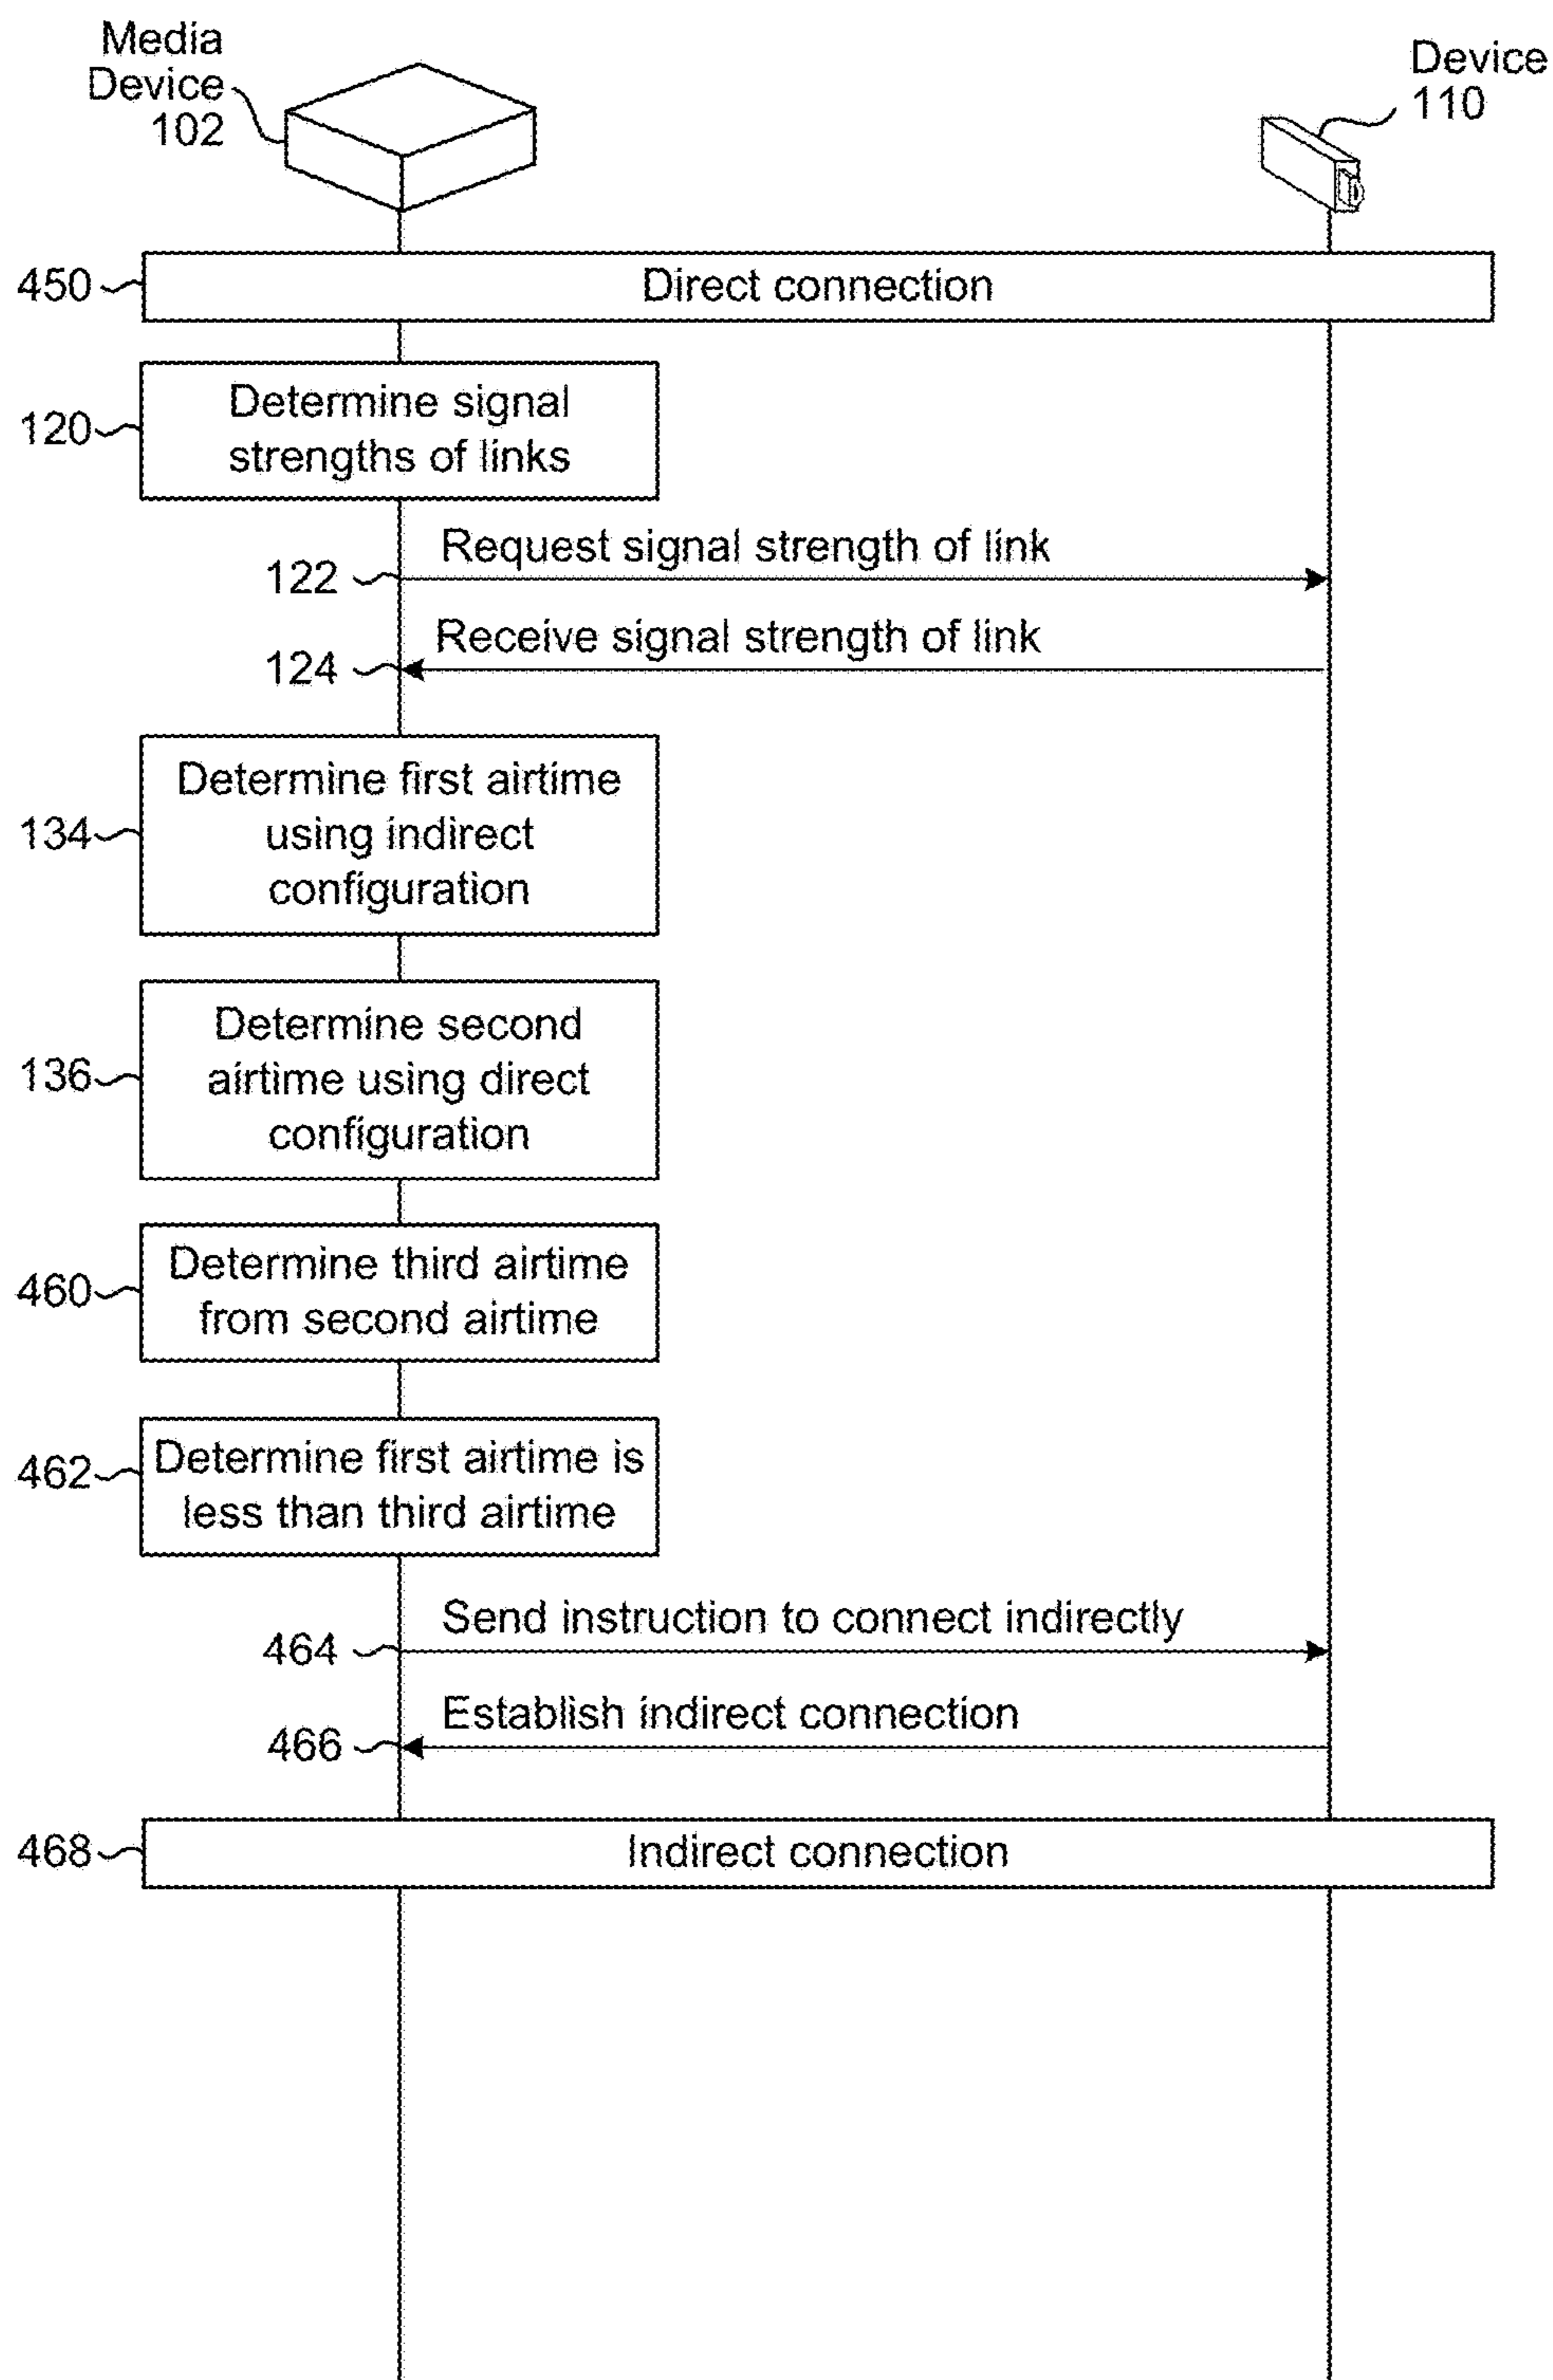 Media
Device
102
Device
110
450
Direct connection
120
Determine signal
strengths of links
122
Request signal strength of link
124
Receive signal strength of link
134
Determine first airtime
using indirect
configuration
136
Determine second
airtime using direct
configuration
460
Determine third airtime
from second airtime
462
Determine first airtime is
less than third airtime
464
Send instruction to connect indirectly
466
Establish indirect connection
468
Indirect connection